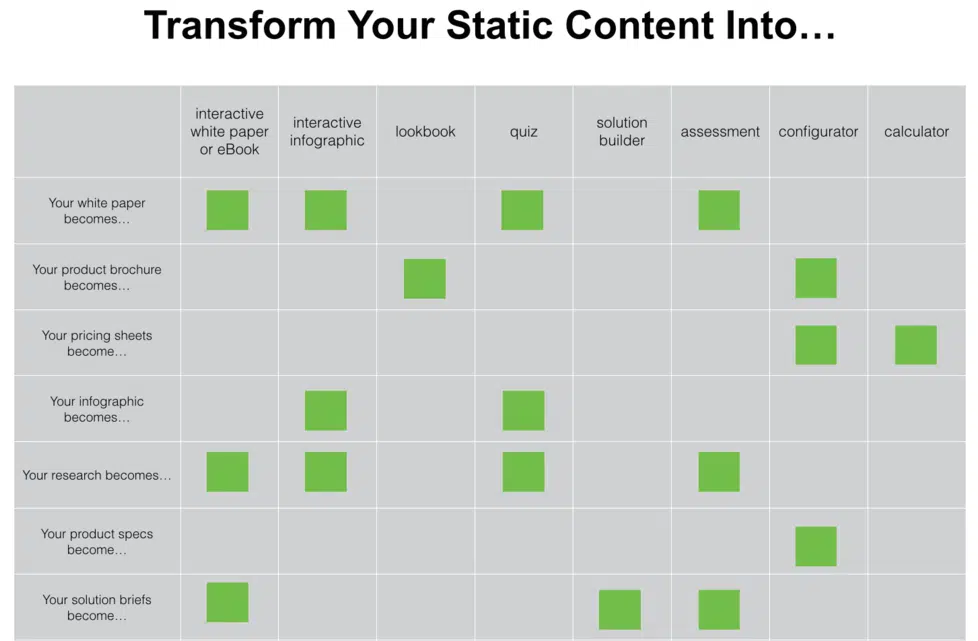 Transform Your Static Content Into…
interactive
white paper
or eBook
interactive
infographic
lookbook
quiz
solution
builder
assessment
configurator
calculator
Your white paper
becomes…
Your product brochure
becomes…
Your pricing sheets
become…
Your infographic
becomes…
Your research becomes…
Your product specs
become…
Your solution briefs
become…